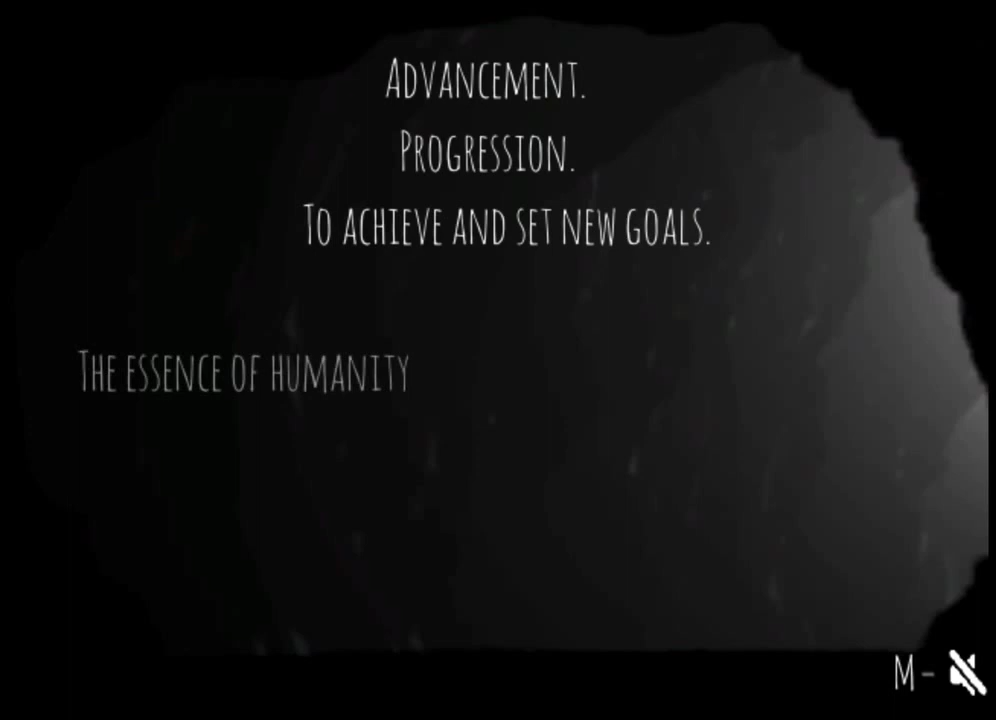 Advancement.
Progression.
To achieve and set new goals.
The essence of humanity
M-